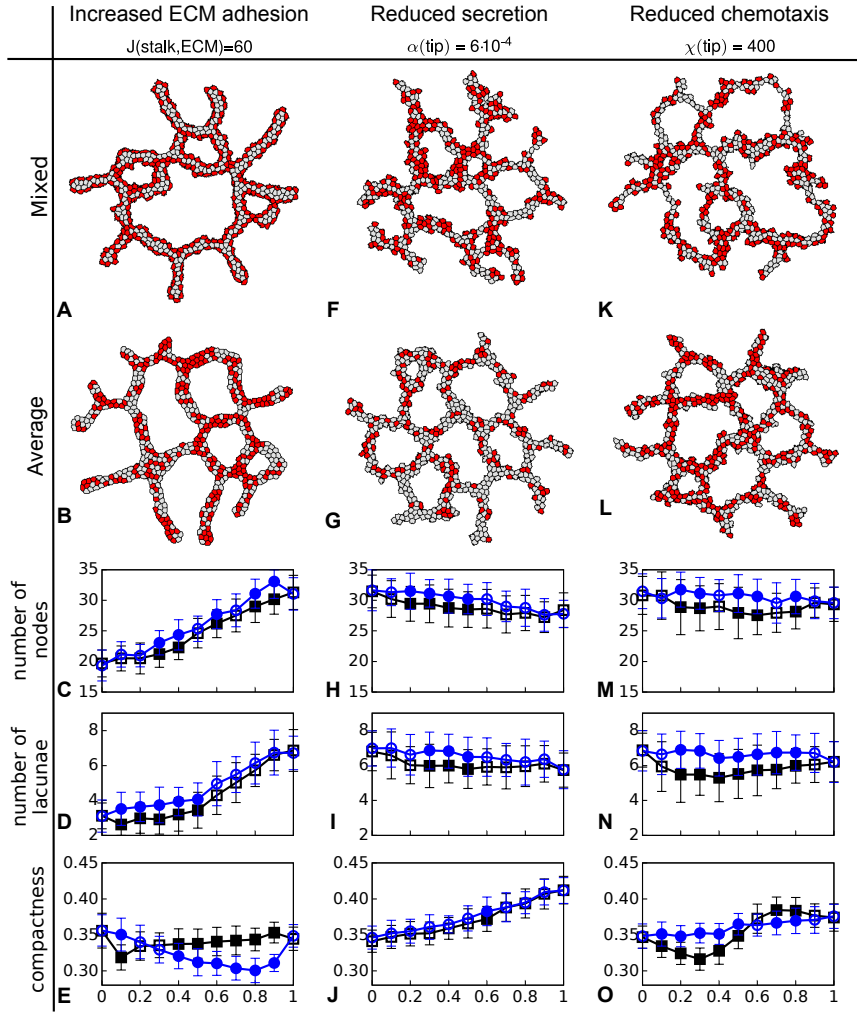 Increased ECM adhesion
Reduced secretion
Reduced chemotaxis
J(stalk,ECM)=60
α(tip) = 6·10⁻⁴
χ(tip) = 400
Mixed
A
F
K
Average
B
G
L
number of
nodes
35
30
25
20
15
C
35
30
25
20
15
H
35
30
25
20
15
M
number of
lacunae
8
6
4
2
D
8
6
4
2
I
8
6
4
2
N
compactness
0.45
0.40
0.35
0.30
E
0 0.2 0.4 0.6 0.8 1
0.45
0.40
0.35
0.30
J
0 0.2 0.4 0.6 0.8 1
0.45
0.40
0.35
0.30
O
0 0.2 0.4 0.6 0.8 1